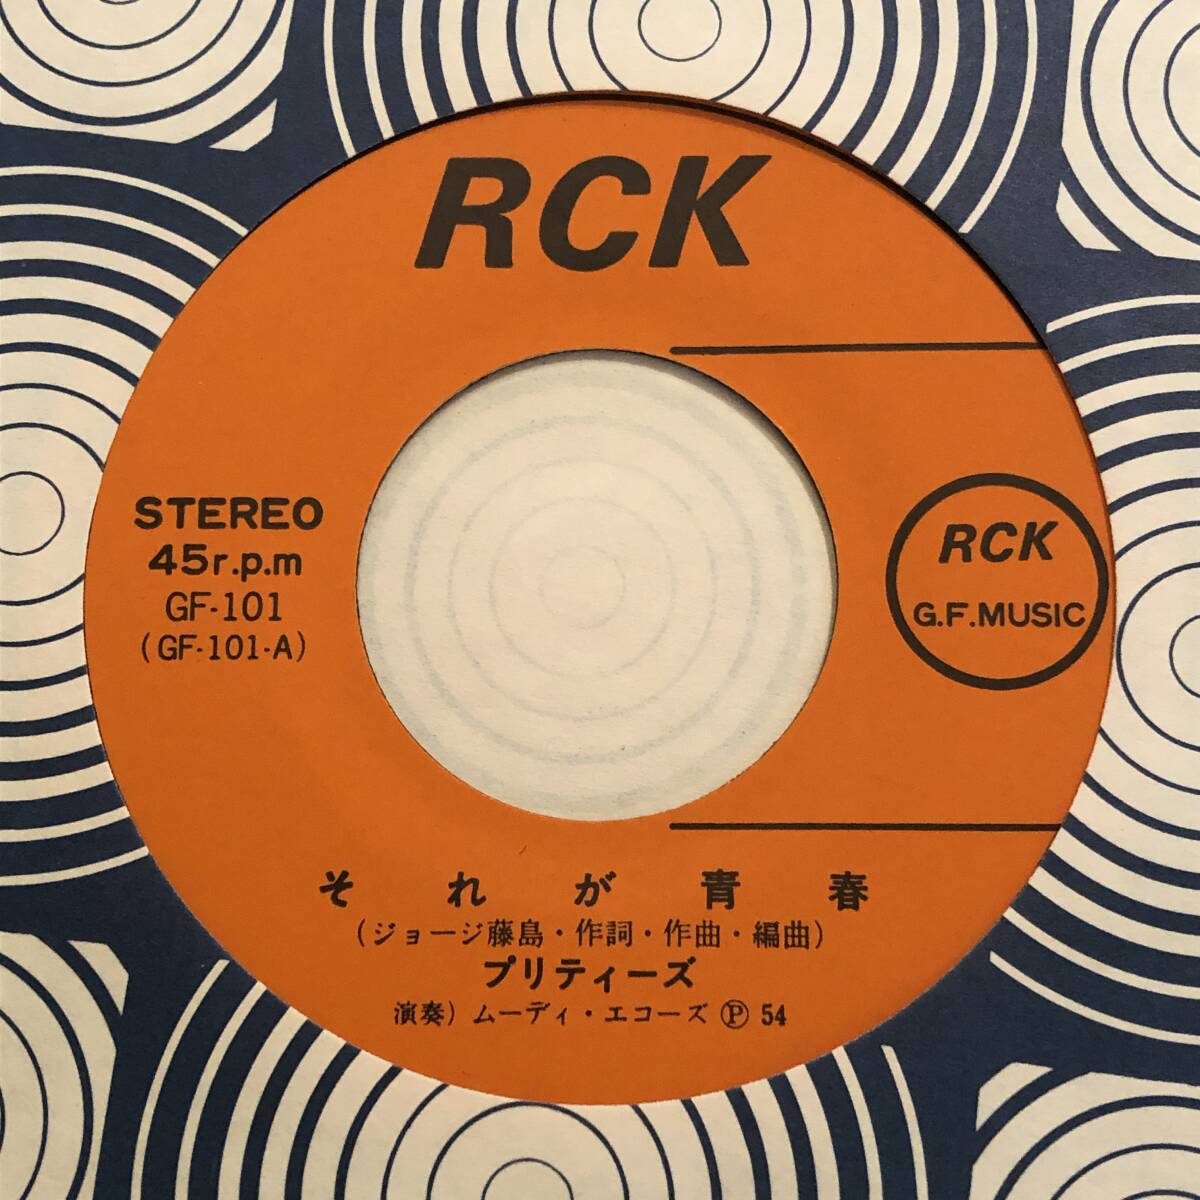 RCK
STEREO
45r.p.m
GF-101
(GF-101-A)
RCK
G.F.MUSIC
それが青春
(ジョージ藤島・作詞・作曲・編曲)
プリティーズ
演奏) ムーディ・エコーズ Ⓟ 54